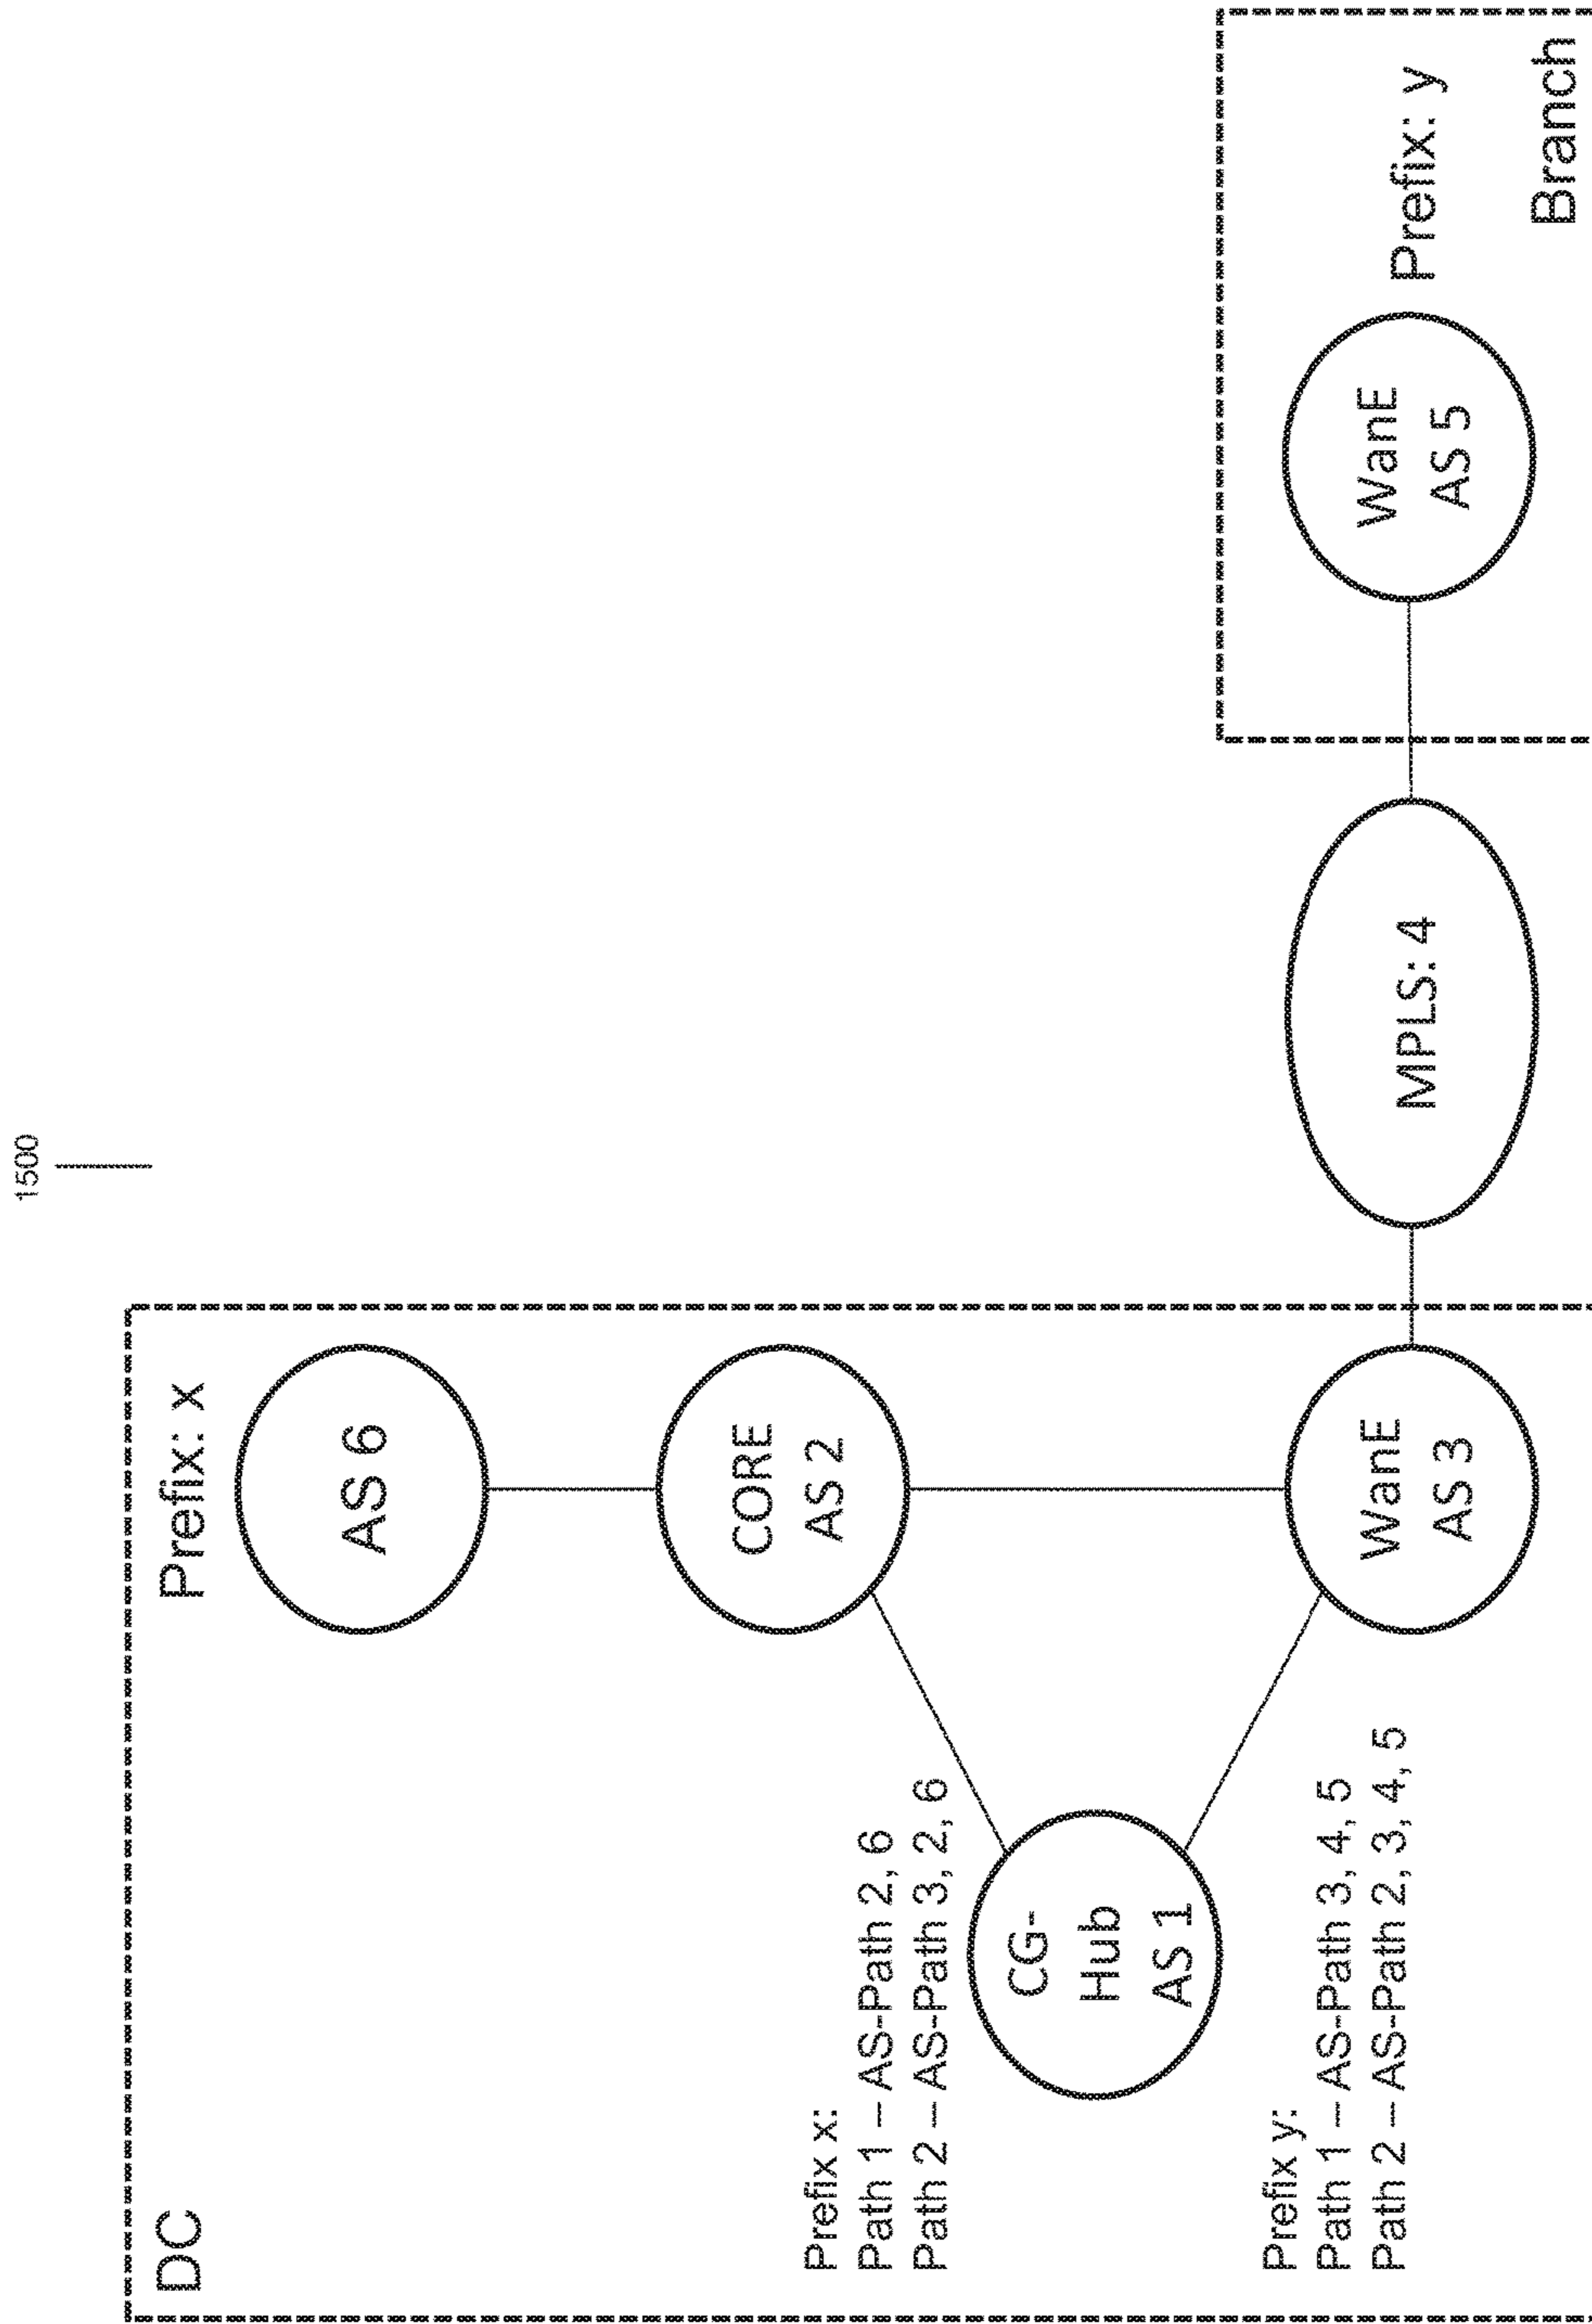 1500
DC
Prefix: x
AS 6
CORE
AS 2
Prefix x:
Path 1 – AS-Path 2, 6
Path 2 – AS-Path 3, 2, 6
CG-
Hub
AS 1
Prefix y:
Path 1 – AS-Path 3, 4, 5
Path 2 – AS-Path 2, 3, 4, 5
WanE
AS 3
MPLS: 4
WanE
AS 5
Prefix: y
Branch